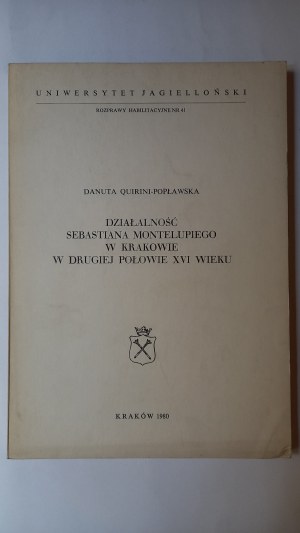 UNIWERSYTET JAGIELLOŃSKI
ROZPRAWY HABILITACYJNE NR 41
DANUTA QUIRINI-POPŁAWSKA
DZIAŁALNOŚĆ
SEBASTIANA MONTELUPIEGO
W KRAKOWIE
W DRUGIEJ POŁOWIE XVI WIEKU
KRAKÓW 1980